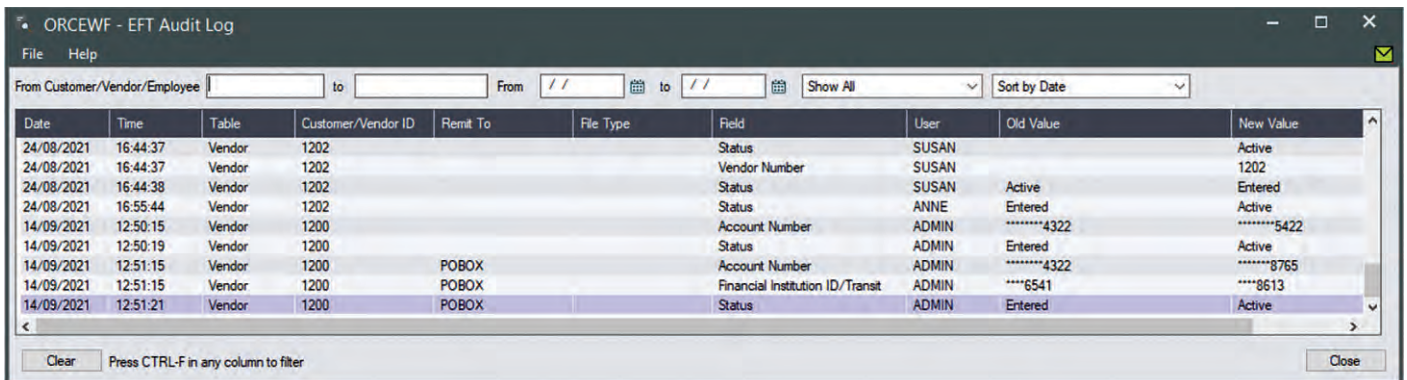 ORCEWF - EFT Audit Log
File Help
From Customer/Vendor/Employee to From / / to / / Show All Sort by Date
Date Time Table Customer/Vendor ID Remit To File Type Field User Old Value New Value
24/08/2021 16:44:37 Vendor 1202 Status SUSAN Active
24/08/2021 16:44:37 Vendor 1202 Vendor Number SUSAN 1202
24/08/2021 16:44:38 Vendor 1202 Status SUSAN Active Entered
24/08/2021 16:55:44 Vendor 1202 Status ANNE Entered Active
14/09/2021 12:50:15 Vendor 1200 Account Number ADMIN ********4322 ********5422
14/09/2021 12:50:19 Vendor 1200 Status ADMIN Entered Active
14/09/2021 12:51:15 Vendor 1200 POBOX Account Number ADMIN ********4322 *******8765
14/09/2021 12:51:15 Vendor 1200 POBOX Financial Institution ID/Transit ADMIN ****6541 ****8613
14/09/2021 12:51:21 Vendor 1200 POBOX Status ADMIN Entered Active
Clear Press CTRL-F in any column to filter Close